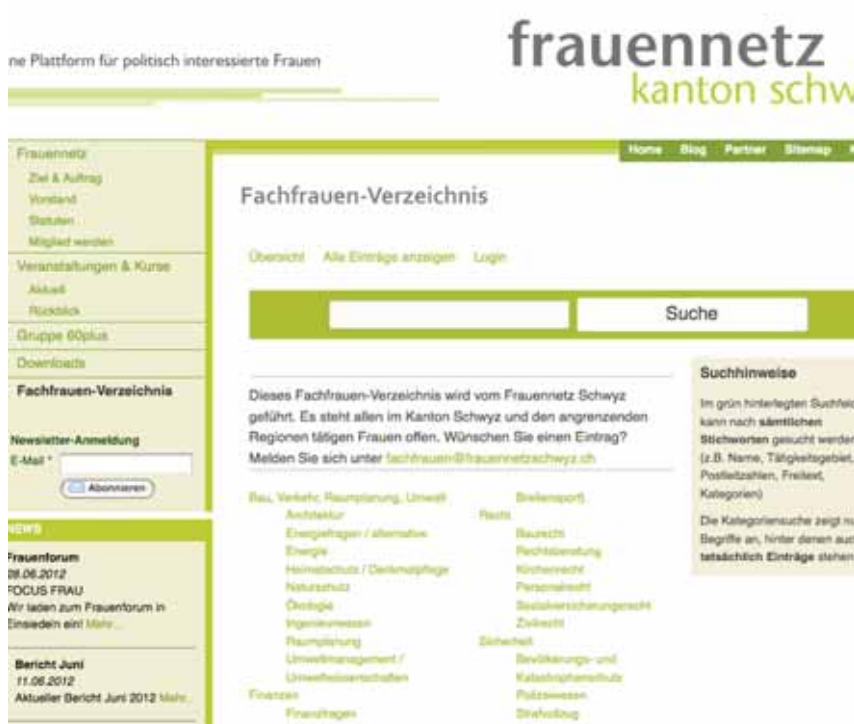 ne Plattform für politisch interessierte Frauen
frauennetz
kanton schw
Home Blog Partner Sitemap
Frauennetz
Ziel & Auftrag
Vorstand
Statuten
Mitglied werden
Veranstaltungen & Kurse
Aktuell
Rückblick
Gruppe 60plus
Downloads
Fachfrauen-Verzeichnis
Newsletter-Anmeldung
E-Mail *
Abonnieren
NEWS
Frauenforum
08.06.2012
FOCUS FRAU
Wir laden zum Frauenforum in
Einsiedeln ein! Mehr...
Bericht Juni
11.06.2012
Aktueller Bericht Juni 2012 Mehr..
Fachfrauen-Verzeichnis
Übersicht Alle Einträge anzeigen Login
Suche
Dieses Fachfrauen-Verzeichnis wird vom Frauennetz Schwyz
geführt. Es steht allen im Kanton Schwyz und den angrenzenden
Regionen tätigen Frauen offen. Wünschen Sie einen Eintrag?
Melden Sie sich unter fachfrauen@frauennetzschwyz.ch
Bau, Verkehr, Raumplanung, Umwelt
Architektur
Energiefragen / alternative
Energie
Heimatschutz / Denkmalpflege
Naturschutz
Ökologie
Ingenieurwesen
Raumplanung
Umweltmanagement /
Umweltwissenschaften
Finanzen
Finanzfragen
Breitensport
Recht
Baurecht
Rechtsberatung
Kirchenrecht
Personalrecht
Sozialversicherungsrecht
Zivilrecht
Sicherheit
Bevölkerungs- und
Katastrophenschutz
Polizeiwesen
Strafvollzug
Suchhinweise
Im grün hinterlegten Suchfeld
kann nach sämtlichen
Stichworten gesucht werden
(z.B. Name, Tätigkeitsgebiet,
Postleitzahlen, Freitext,
Kategorien)
Die Kategoriensuche zeigt nu
Begriffe an, hinter denen auc
tatsächlich Einträge stehen